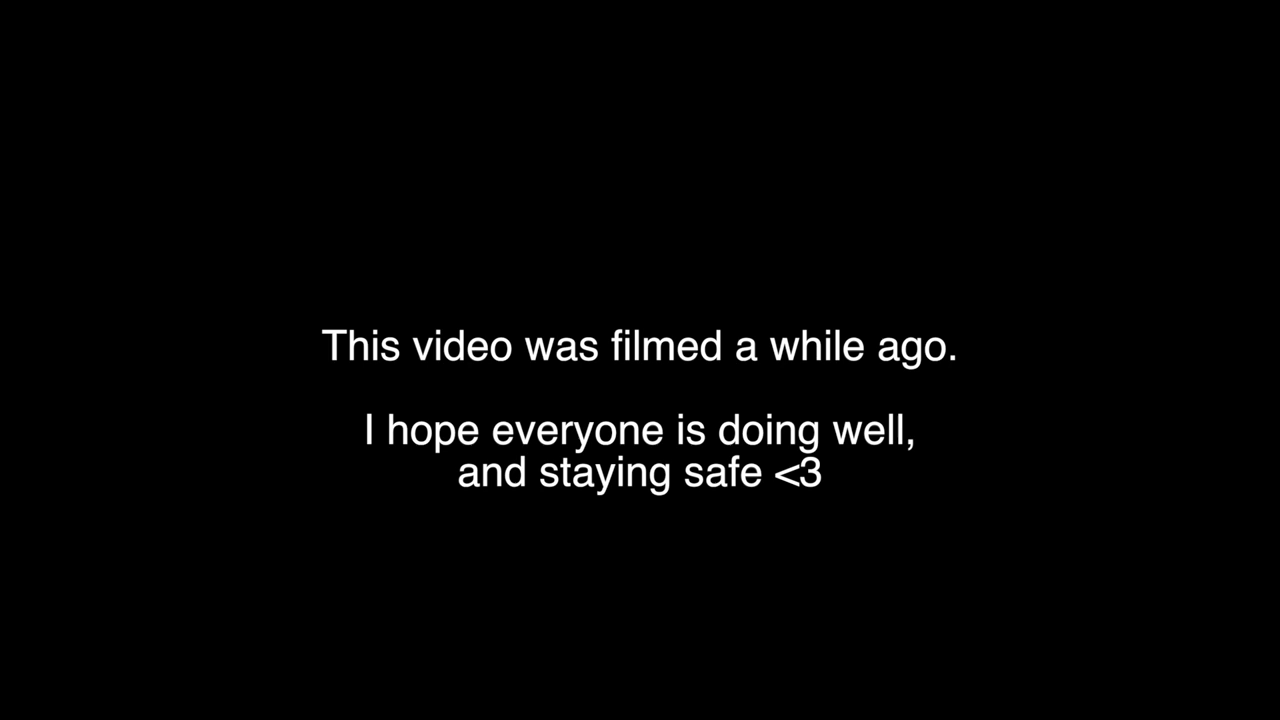 This video was filmed a while ago.
I hope everyone is doing well,
and staying safe <3